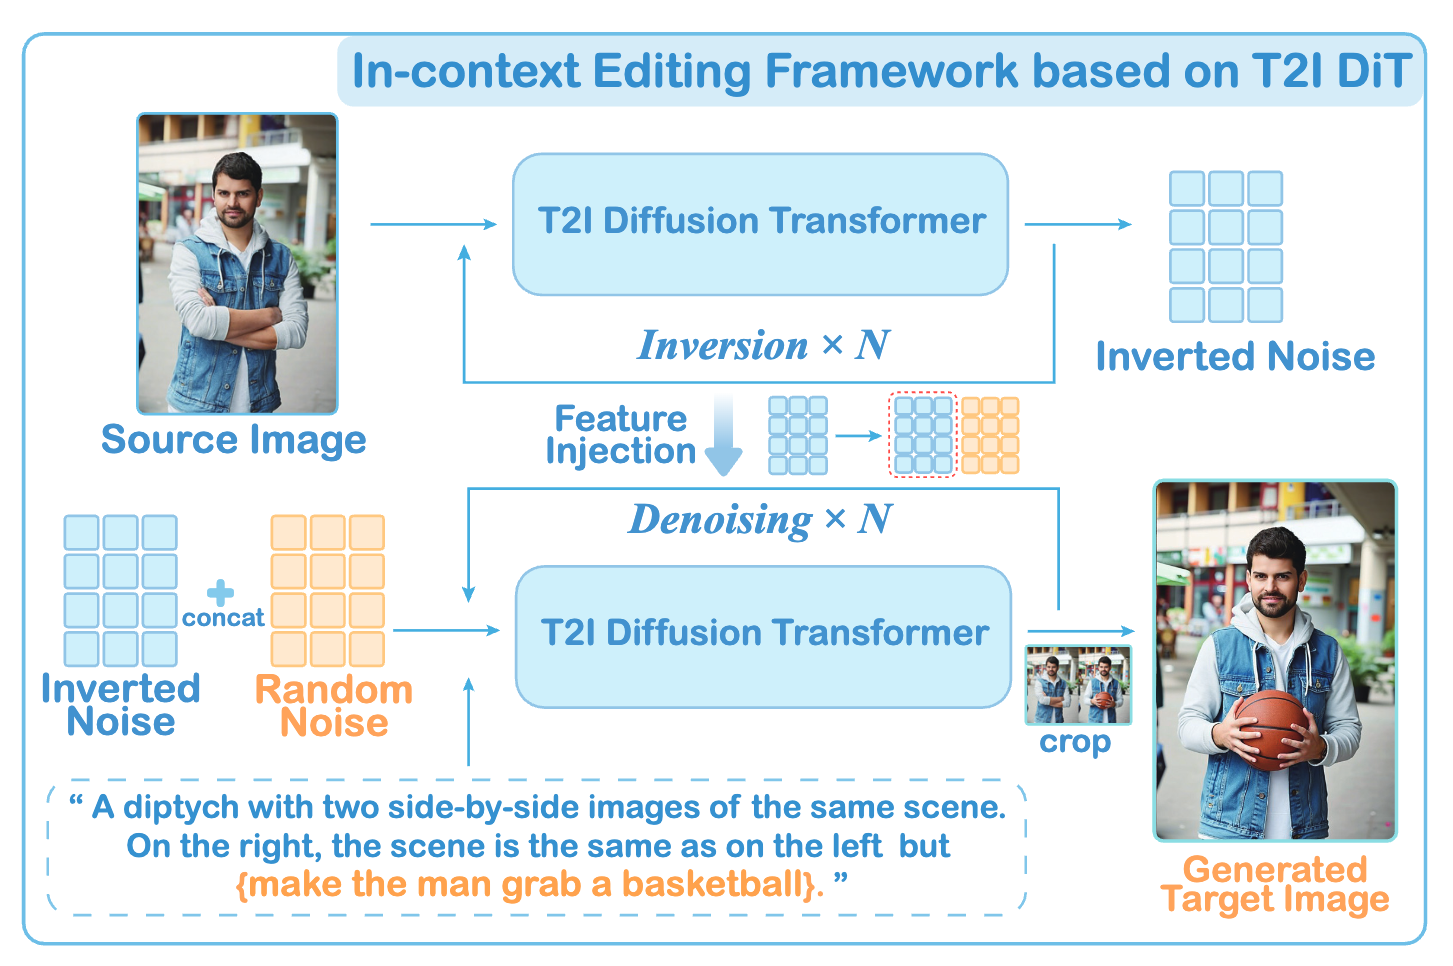 In-context Editing Framework based on T2I DiT
T2I Diffusion Transformer
Inversion × N
Inverted Noise
Source Image
Feature
Injection
Denoising × N
concat
Inverted
Noise
Random
Noise
T2I Diffusion Transformer
crop
“ A diptych with two side-by-side images of the same scene.
On the right, the scene is the same as on the left but
{make the man grab a basketball}. ”
Generated
Target Image